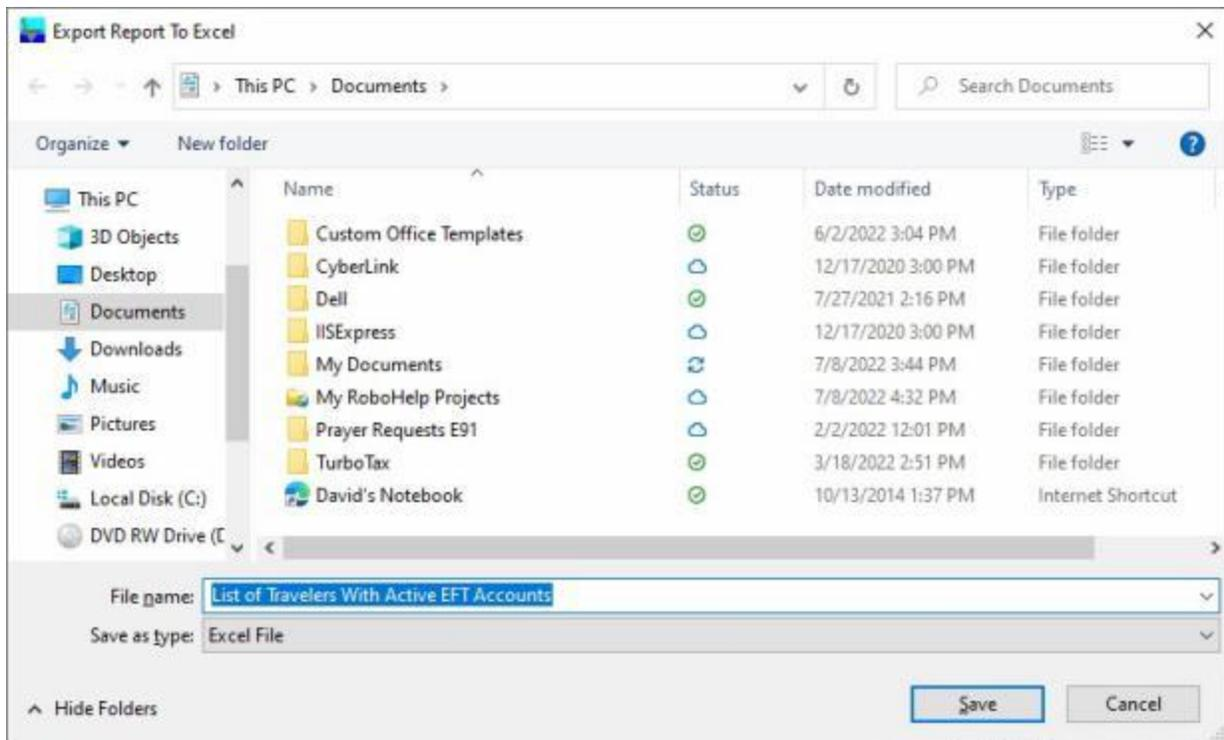 Export Report To Excel
This PC > Documents >
Search Documents
Organize
New folder
Name Status Date modified Type
This PC
3D Objects
Desktop
Documents
Downloads
Music
Pictures
Videos
Local Disk (C:)
DVD RW Drive (D
Custom Office Templates 6/2/2022 3:04 PM File folder
CyberLink 12/17/2020 3:00 PM File folder
Dell 7/27/2021 2:16 PM File folder
IISExpress 12/17/2020 3:00 PM File folder
My Documents 7/8/2022 3:44 PM File folder
My RoboHelp Projects 7/8/2022 4:32 PM File folder
Prayer Requests E91 2/2/2022 12:01 PM File folder
TurboTax 3/18/2022 2:51 PM File folder
David's Notebook 10/13/2014 1:37 PM Internet Shortcut
File name: List of Travelers With Active EFT Accounts
Save as type: Excel File
Hide Folders
Save
Cancel